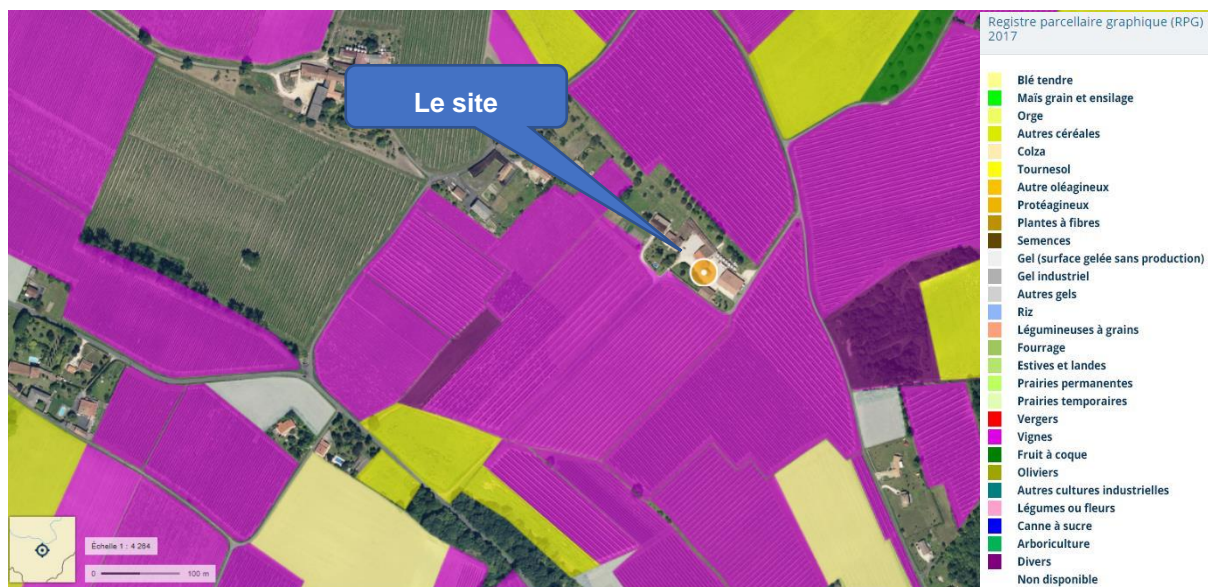 Le site
Registre parcellaire graphique (RPG)
2017
Blé tendre
Maïs grain et ensilage
Orge
Autres céréales
Colza
Tournesol
Autre oléagineux
Protéagineux
Plantes à fibres
Semences
Gel (surface gelée sans production)
Gel industriel
Autres gels
Riz
Légumineuses à grains
Fourrage
Estives et landes
Prairies permanentes
Prairies temporaires
Vergers
Vignes
Fruit à coque
Oliviers
Autres cultures industrielles
Légumes ou fleurs
Canne à sucre
Arboriculture
Divers
Non disponible
Échelle 1 : 4 264
0 100 m